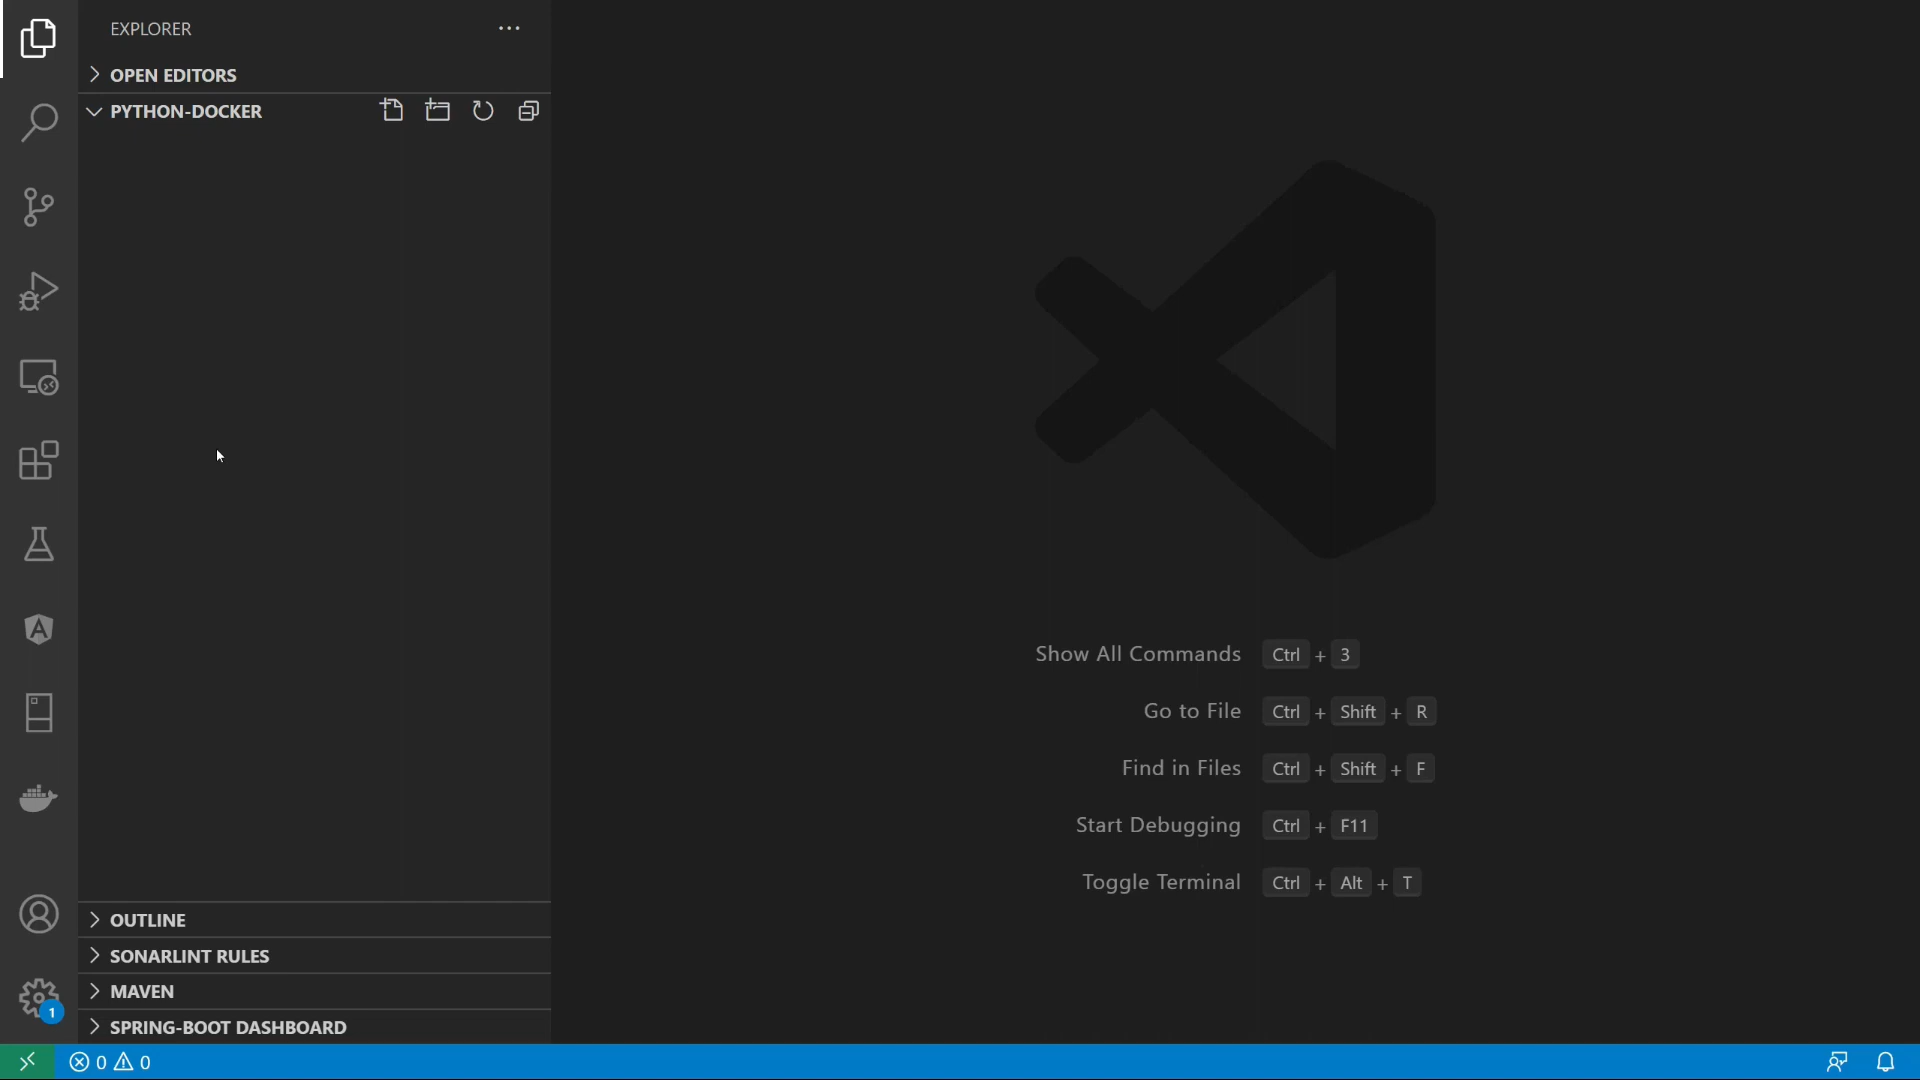 EXPLORER
OPEN EDITORS
PYTHON-DOCKER
Show All Commands Ctrl + 3
Go to File Ctrl + Shift + R
Find in Files Ctrl + Shift + F
Start Debugging Ctrl + F11
Toggle Terminal Ctrl + Alt + T
OUTLINE
SONARLINT RULES
MAVEN
1
SPRING-BOOT DASHBOARD
0 0